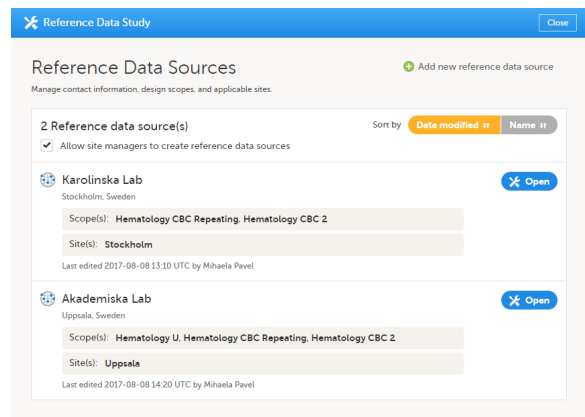 Reference Data Study
Close
Reference Data Sources
Add new reference data source
Manage contact information, design scopes, and applicable sites.
2 Reference data source(s)
Sort by Date modified Name
Allow site managers to create reference data sources
Karolinska Lab
Open
Stockholm, Sweden
Scope(s): Hematology CBC Repeating, Hematology CBC 2
Site(s): Stockholm
Last edited 2017-08-08 13:10 UTC by Mihaela Pavel
Akademiska Lab
Open
Uppsala, Sweden
Scope(s): Hematology U, Hematology CBC Repeating, Hematology CBC 2
Site(s): Uppsala
Last edited 2017-08-08 14:20 UTC by Mihaela Pavel